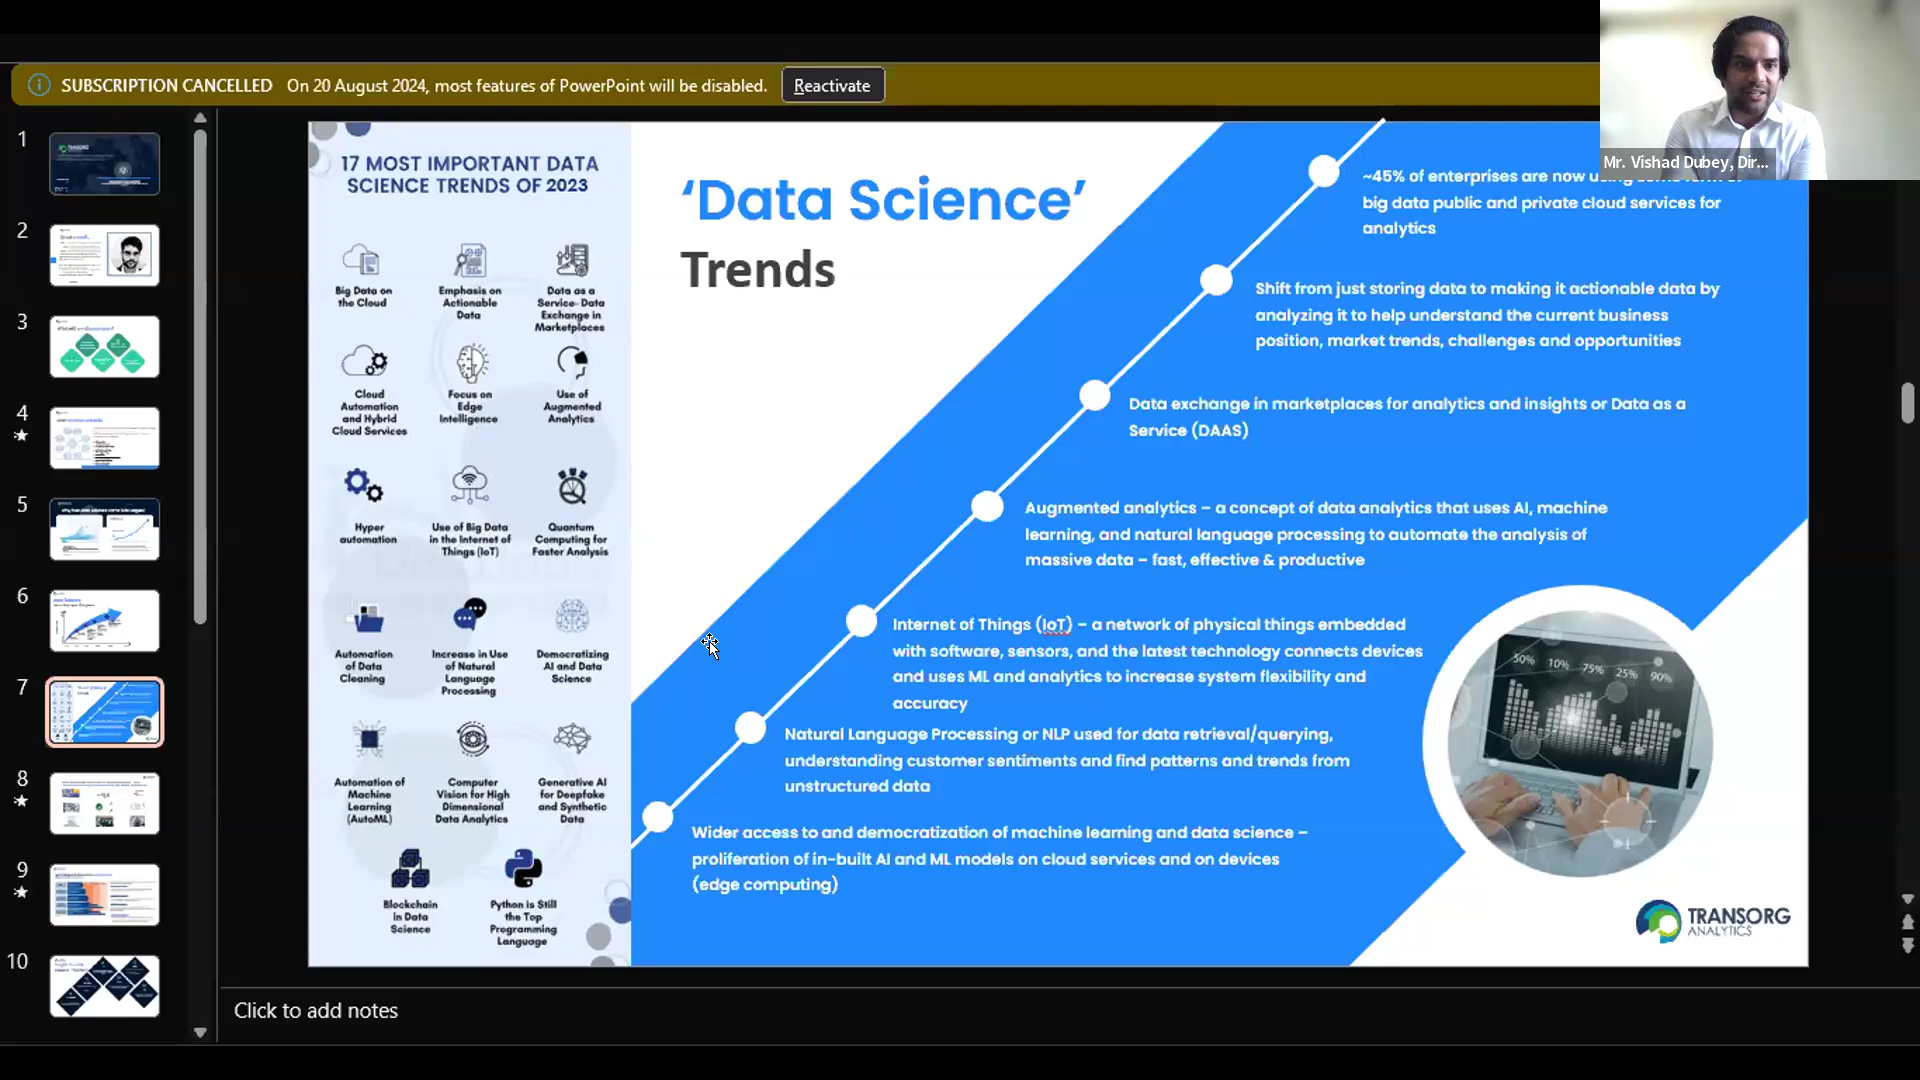 SUBSCRIPTION CANCELLED On 20 August 2024, most features of PowerPoint will be disabled. Reactivate
Mr. Vishad Dubey, Dir...
1
2
3
4
5
6
7
8
9
10
17 MOST IMPORTANT DATA
SCIENCE TRENDS OF 2023
Big Data on
the Cloud
Emphasis on
Actionable
Data
Data as a
Service- Data
Exchange in
Marketplaces
Cloud
Automation
and Hybrid
Cloud Services
Focus on
Edge
Intelligence
Use of
Augmented
Analytics
Hyper
automation
Use of Big Data
in the Internet of
Things (IoT)
Quantum
Computing for
Faster Analysis
Automation
of Data
Cleaning
Increase in Use
of Natural
Language
Processing
Democratizing
AI and Data
Science
Automation of
Machine
Learning
(AutoML)
Computer
Vision for High
Dimensional
Data Analytics
Generative AI
for Deepfake
and Synthetic
Data
Blockchain
in Data
Science
Python is Still
the Top
Programming
Language
‘Data Science’
Trends
~45% of enterprises are now using
big data public and private cloud services for
analytics
Shift from just storing data to making it actionable data by
analyzing it to help understand the current business
position, market trends, challenges and opportunities
Data exchange in marketplaces for analytics and insights or Data as a
Service (DAAS)
Augmented analytics – a concept of data analytics that uses AI, machine
learning, and natural language processing to automate the analysis of
massive data – fast, effective & productive
Internet of Things (IoT) – a network of physical things embedded
with software, sensors, and the latest technology connects devices
and uses ML and analytics to increase system flexibility and
accuracy
Natural Language Processing or NLP used for data retrieval/querying,
understanding customer sentiments and find patterns and trends from
unstructured data
Wider access to and democratization of machine learning and data science –
proliferation of in-built AI and ML models on cloud services and on devices
(edge computing)
50% 10% 75% 25% 90%
TRANSORG
ANALYTICS
Click to add notes